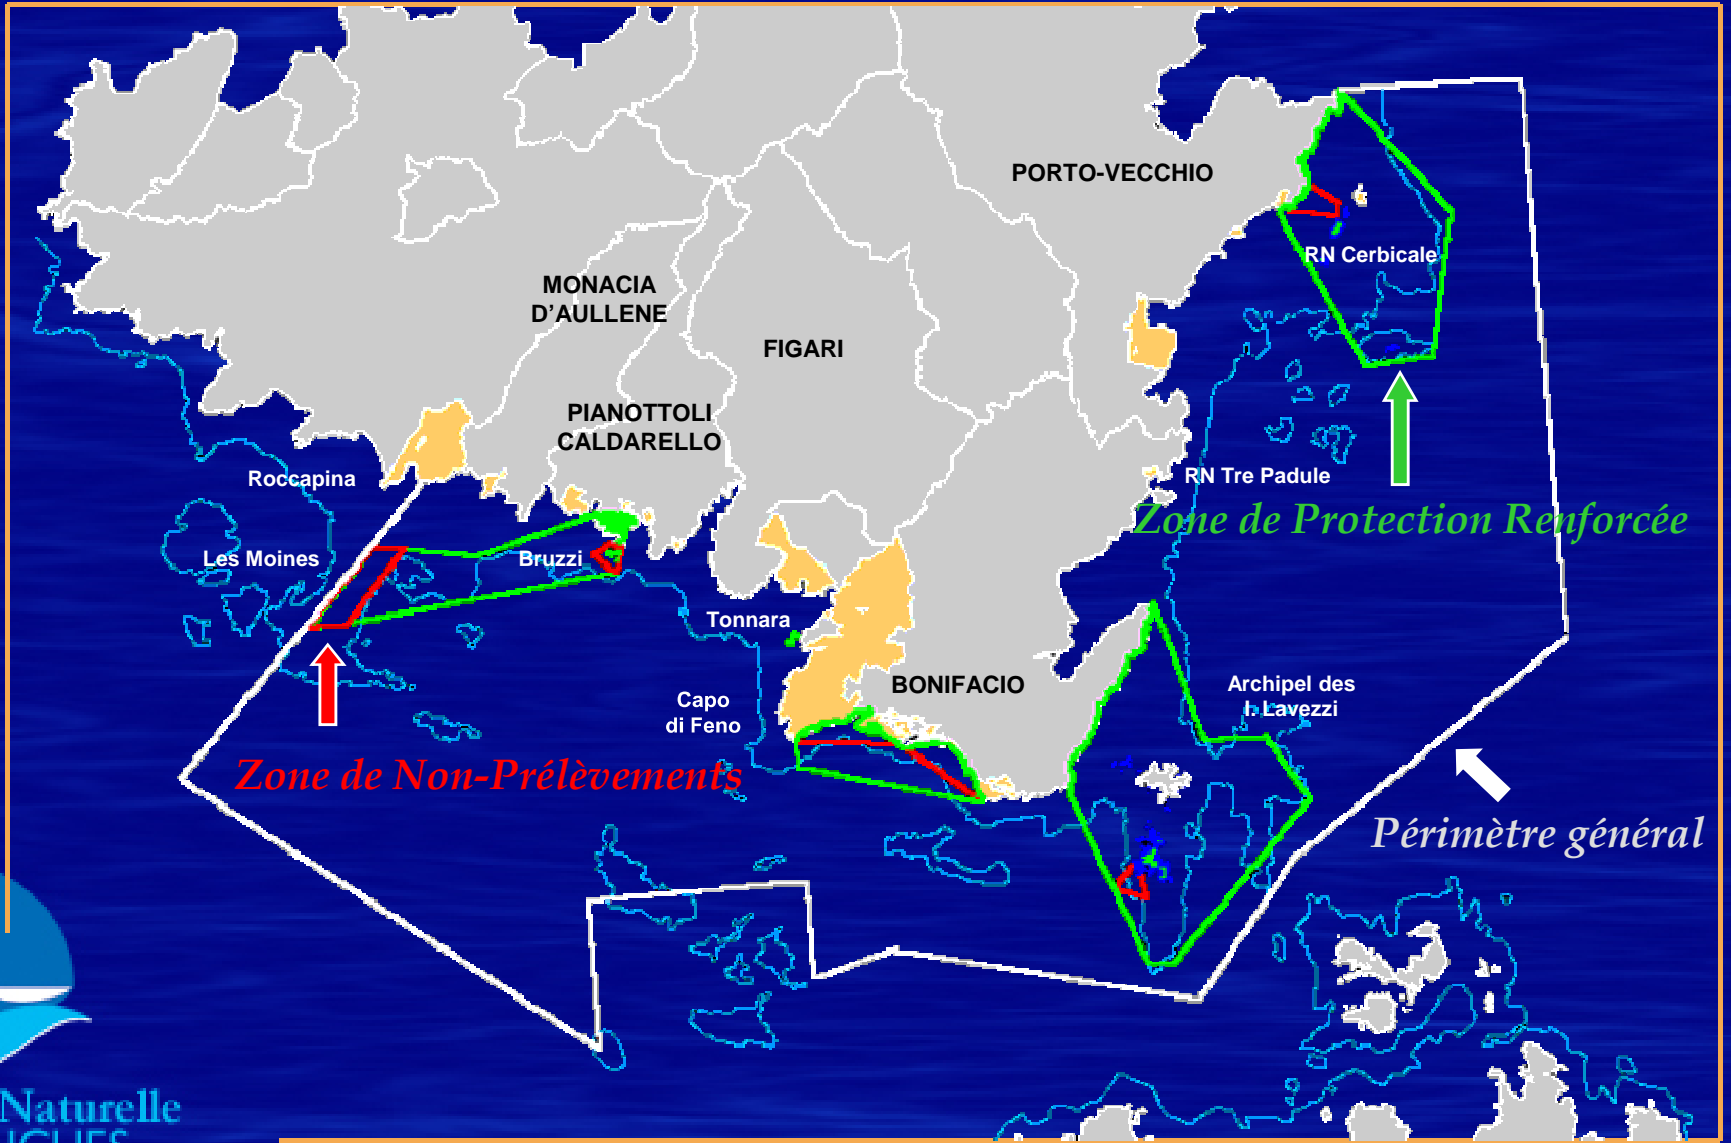 PORTO-VECCHIO
RN Cerbicale
MONACIA
D'AULLENE
FIGARI
PIANOTTOLI
CALDARELLO
Roccapina
RN Tre Padule
Zone de Protection Renforcée
Les Moines
Bruzzi
Tonnara
BONIFACIO
Capo
di Feno
Archipel des
I. Lavezzi
Zone de Non-Prélèvements
Périmètre général
Naturelle